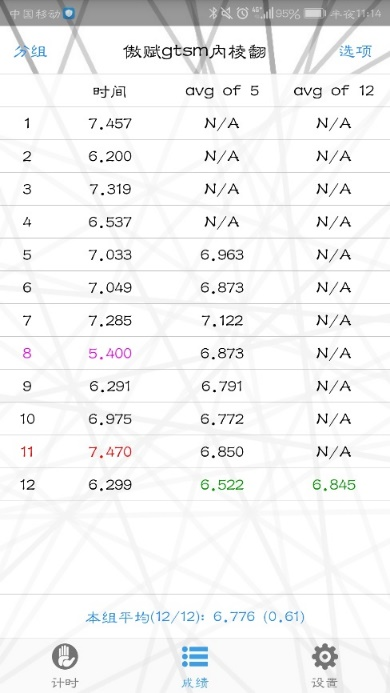 中国移动 95% 半夜11:14
分组 傲赋gtsm内棱翻 选项
时间 avg of 5 avg of 12
1 7.457 N/A N/A
2 6.200 N/A N/A
3 7.319 N/A N/A
4 6.537 N/A N/A
5 7.033 6.963 N/A
6 7.049 6.873 N/A
7 7.285 7.122 N/A
8 5.400 6.873 N/A
9 6.291 6.791 N/A
10 6.975 6.772 N/A
11 7.470 6.850 N/A
12 6.299 6.522 6.845
本组平均(12/12): 6.776 (0.61)
计时 成绩 设置